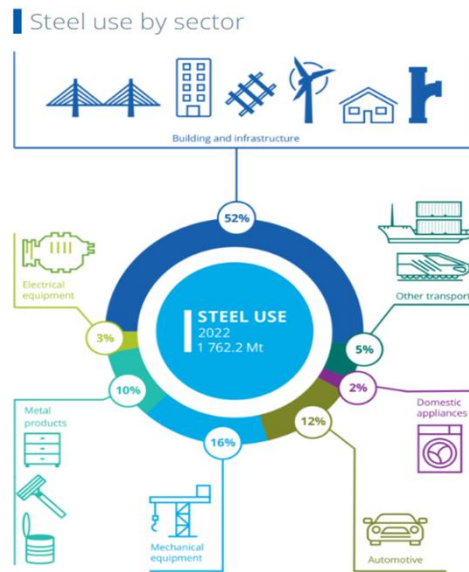 Steel use by sector
Building and infrastructure
52%
Electrical
equipment
Other transport
STEEL USE
2022
1 762.2 Mt
3%
5%
2%
10%
Metal
products
Domestic
appliances
12%
16%
Mechanical
equipment
Automotive